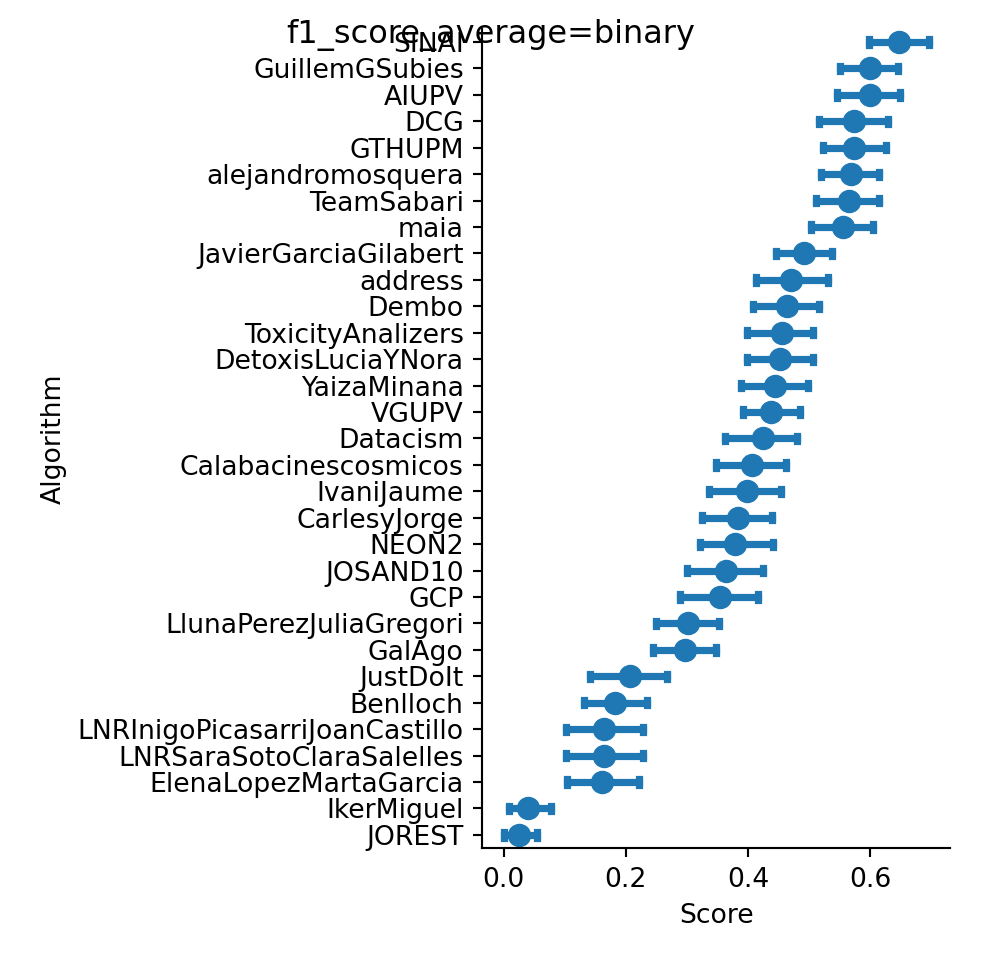 f1_score_average=binary
SINAI
GuillemGSubies
AIUPV
DCG
GTHUPM
alejandromosquera
TeamSabari
maia
JavierGarciaGilabert
address
Dembo
ToxicityAnalizers
DetoxisLuciaYNora
YaizaMinana
VGUPV
Datacism
Calabacinescosmicos
IvaniJaume
CarlesyJorge
NEON2
JOSAND10
GCP
LlunaPerezJuliaGregori
GalAgo
JustDoIt
Benlloch
LNRInigoPicasarriJoanCastillo
LNRSaraSotoClaraSalelles
ElenaLopezMartaGarcia
IkerMiguel
JOREST
Algorithm
0.0 0.2 0.4 0.6
Score